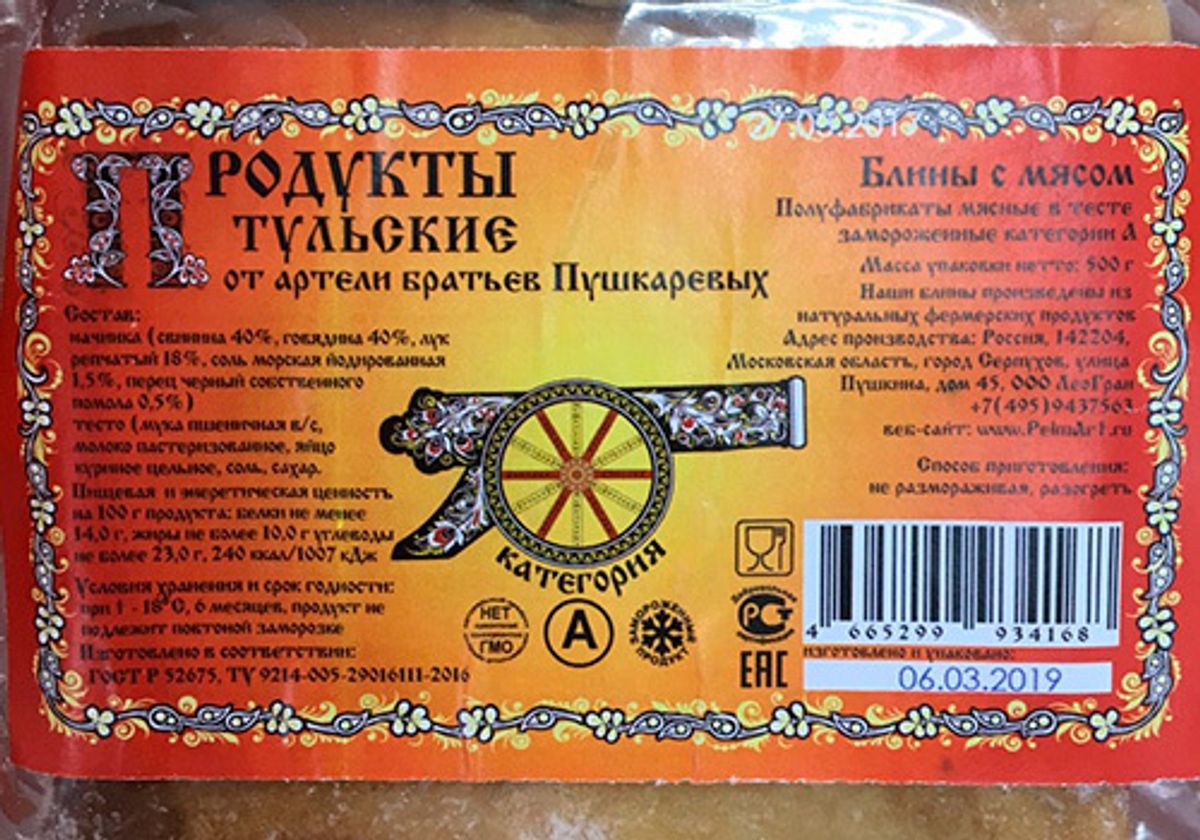 Продукты
тульские
от артели братьев Пушкаревых
Состав:
начинка (свинина 40%, говядина 40%, лук
репчатый 18%, соль морская йодированная
1,5%, перец черный собственного
помола 0,5%)
тесто (мука пшеничная в/с,
молоко пастеризованное, яйцо
куриное цельное, соль, сахар.
Пищевая и энергетическая ценность
на 100 г продукта: белки не менее
14,0 г, жиры не более 10,0 г углеводы
не более 23,0 г, 240 ккал/1007 кДж
Условия хранения и срок годности:
при t - 18°C, 6 месяцев, продукт не
подлежит повтоной заморозке
Изготовлено в соответствии:
ГОСТ Р 52675, ТУ 9214-005-29016111-2016
КАТЕГОРИЯ
НЕТ
ГМО
А
ЗАМОРОЖЕННЫЙ
ПРОДУКТ
Блины с мясом
Полуфабрикаты мясные в тесте
замороженные категории А
Масса упаковки нетто: 500 г
Наши блины произведены из
натуральных фермерских продуктов
Адрес производства: Россия, 142204,
Московская область, город Серпухов, улица
Пушкина, дом 45, ООО ЛеоГран
+7(495)9437563
веб-сайт: www.PelmArt.ru
Способ приготовления:
не размораживая, разогреть
Добровольная
РСТ
EAC
4 665299 934168
изготовлено и упаковано:
06.03.2019